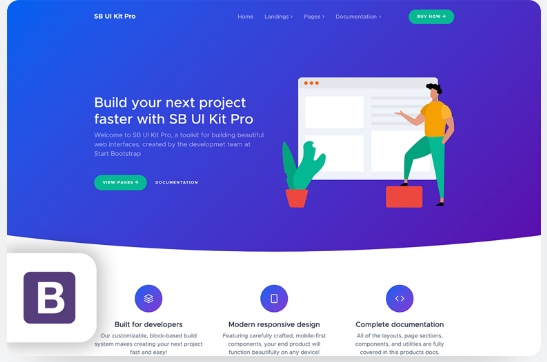 SB UI Kit Pro
Home Landings Pages Documentation BUY NOW
Build your next project
faster with SB UI Kit Pro
Welcome to SB UI Kit Pro, a toolkit for building beautiful
web interfaces, created by the developmet team at
Start Bootstrap
VIEW PAGES DOCUMENTATION
B
Built for developers
Our customizable, block-based build
system makes creating your next project
fast and easy!
Modern responsive design
Featuring carefully crafted, mobile-first
components, your end product will
function beautifully on any device!
Complete documentation
All of the layouts, page sections,
components, and utilities are fully
covered in this products docs.